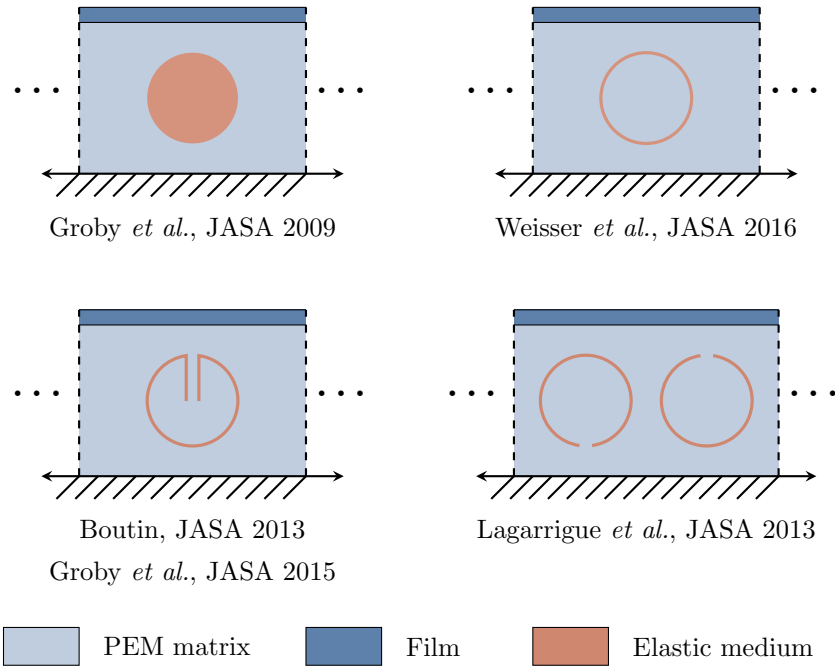 Groby et al., JASA 2009
Weisser et al., JASA 2016
Boutin, JASA 2013
Groby et al., JASA 2015
Lagarrigue et al., JASA 2013
PEM matrix
Film
Elastic medium